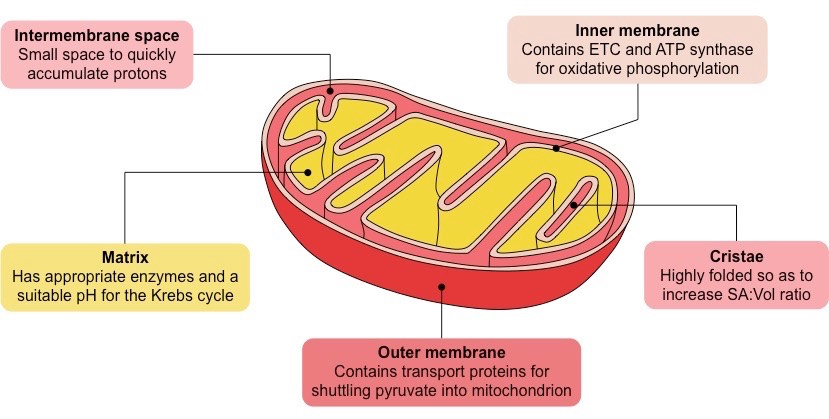 Intermembrane space
Small space to quickly
accumulate protons
Inner membrane
Contains ETC and ATP synthase
for oxidative phosphorylation
Matrix
Has appropriate enzymes and a
suitable pH for the Krebs cycle
Cristae
Highly folded so as to
increase SA:Vol ratio
Outer membrane
Contains transport proteins for
shuttling pyruvate into mitochondrion